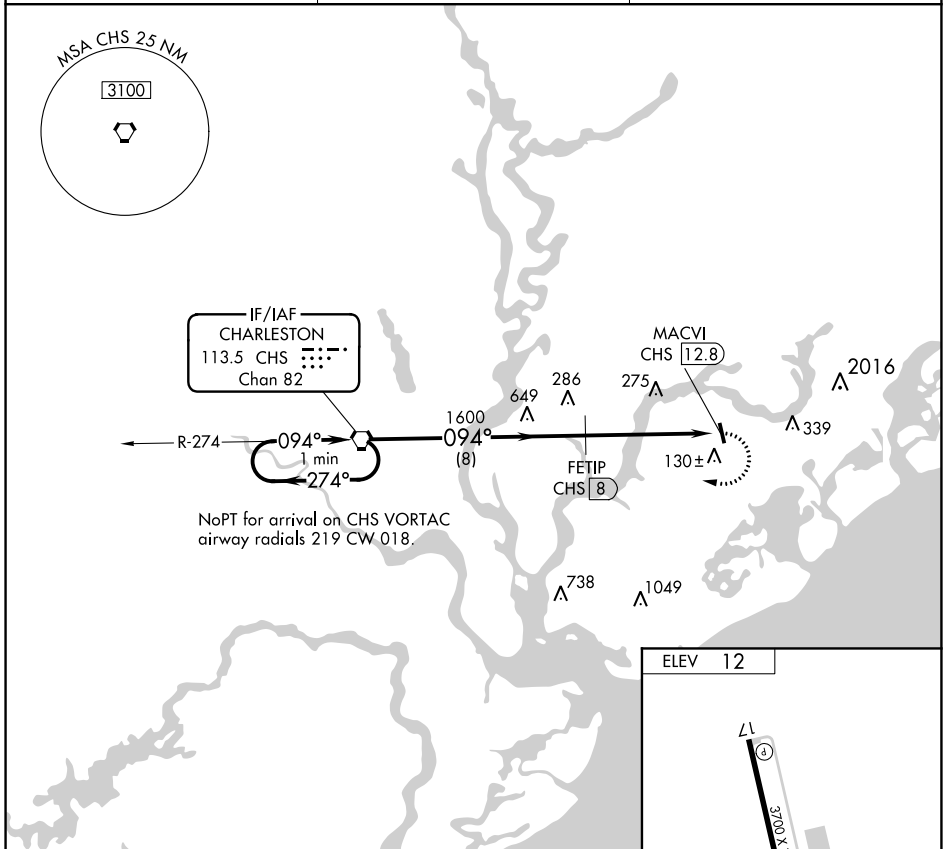 MSA CHS 25 NM
3100
IF/IAF
CHARLESTON
113.5 CHS
Chan 82
MACVI
CHS 12.8
2016
286
275
649
339
1600
R-274
094°
094°
1 min
(8)
130±
274°
FETIP
CHS 8
NoPT for arrival on CHS VORTAC
airway radials 219 CW 018.
738
1049
ELEV 12
17
P
3700 X